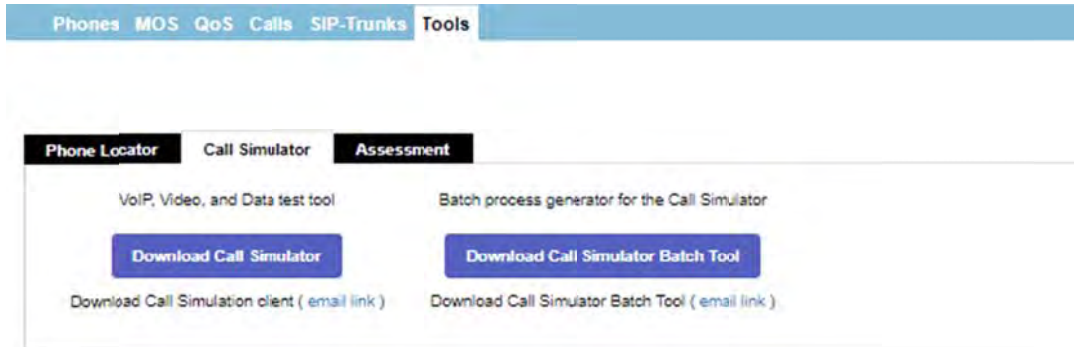 Phones MOS QoS Calls SIP-Trunks Tools
Phone Locator Call Simulator Assessment
VoIP, Video, and Data test tool Batch process generator for the Call Simulator
Download Call Simulator Download Call Simulator Batch Tool
Download Call Simulation client ( email link ) Download Call Simulator Batch Tool ( email link )